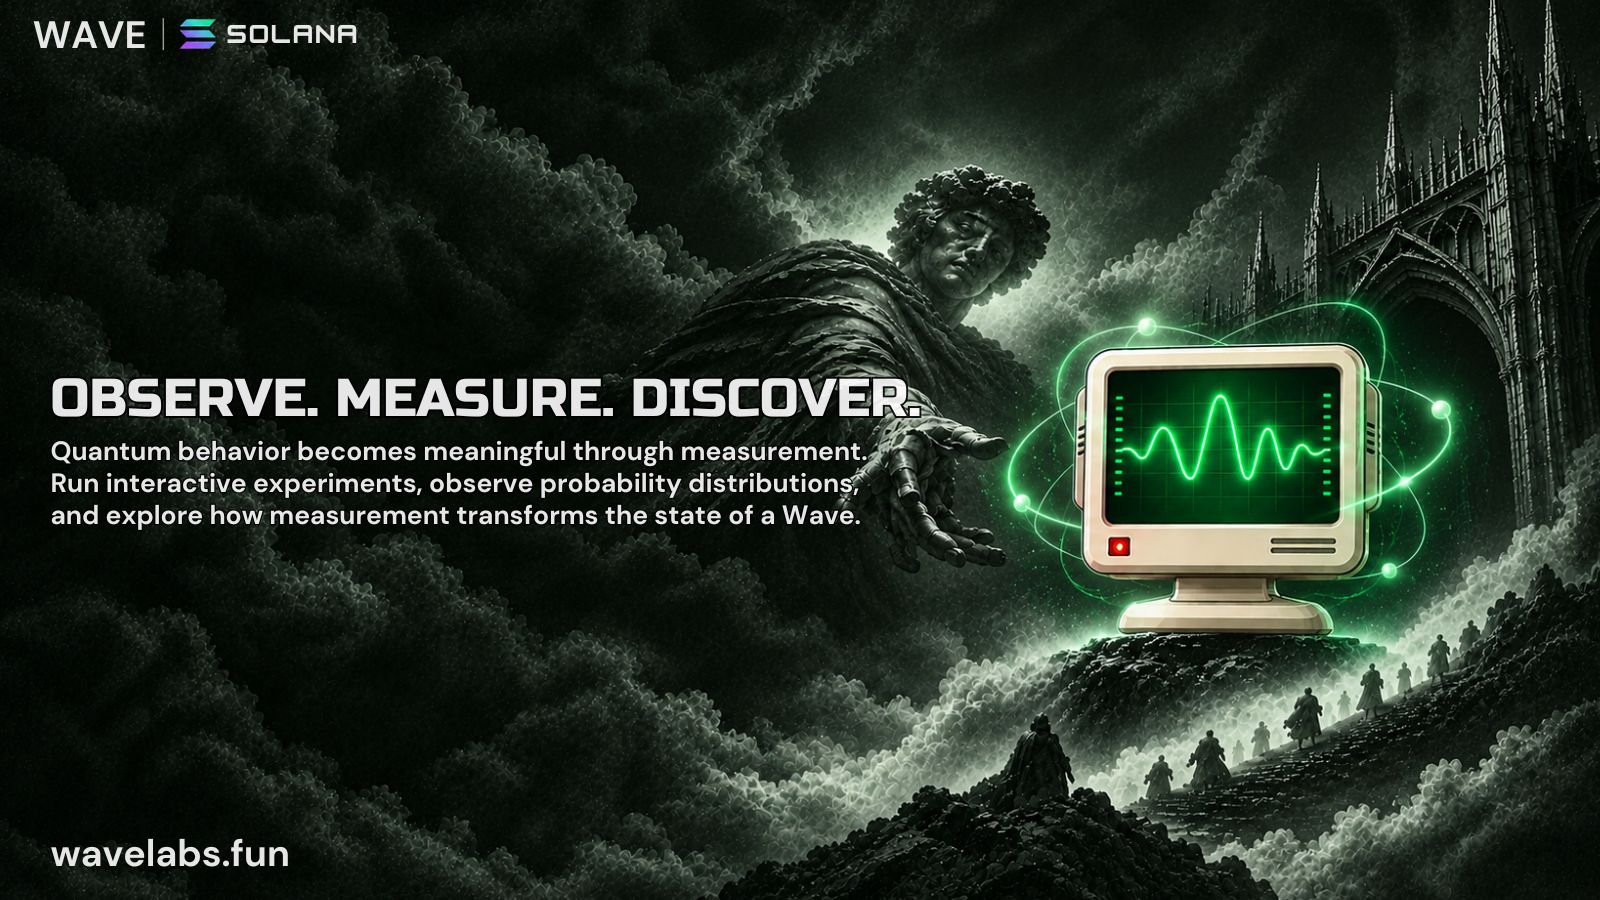 WAVE | SOLANA
OBSERVE. MEASURE. DISCOVER.
Quantum behavior becomes meaningful through measurement.
Run interactive experiments, observe probability distributions,
and explore how measurement transforms the state of a Wave.
wavelabs.fun